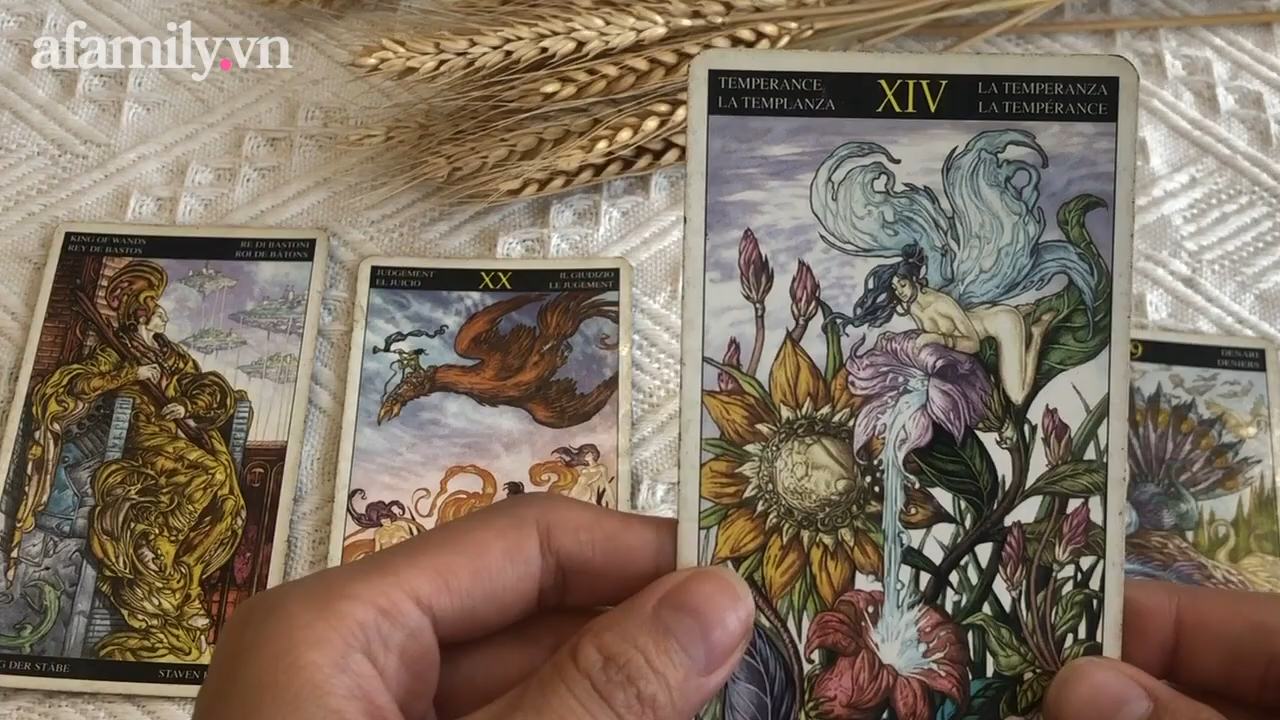 afamily.vn
TEMPERANCE
LA TEMPLANZA
XIV
LA TEMPERANZA
LA TEMPÉRANCE
KING OF WANDS
REY DE BASTOS
RE DI BASTONI
ROI DE BÂTONS
JUDGEMENT
EL JUICIO
XX
IL GIUDIZIO
LE JUGEMENT
9
DENARI
DENIERS
DER STÄBE
STAVEN